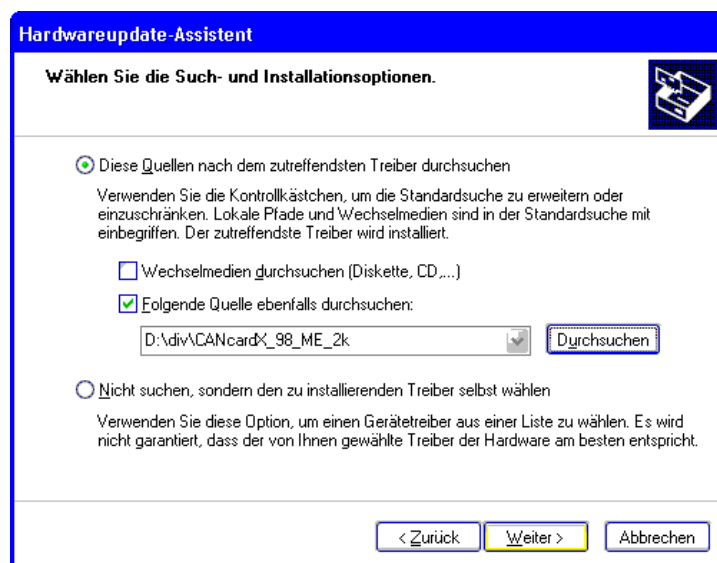 Hardwareupdate-Assistent
Wählen Sie die Such- und Installationsoptionen.
Diese Quellen nach dem zutreffendsten Treiber durchsuchen
Verwenden Sie die Kontrollkästchen, um die Standardsuche zu erweitern oder
einzuschränken. Lokale Pfade und Wechselmedien sind in der Standardsuche mit
einbegriffen. Der zutreffendste Treiber wird installiert.
Wechselmedien durchsuchen (Diskette, CD,...)
Folgende Quelle ebenfalls durchsuchen:
D:\div\CANcardX_98_ME_2k
Durchsuchen
Nicht suchen, sondern den zu installierenden Treiber selbst wählen
Verwenden Sie diese Option, um einen Gerätetreiber aus einer Liste zu wählen. Es wird
nicht garantiert, dass der von Ihnen gewählte Treiber der Hardware am besten entspricht.
< Zurück
Weiter >
Abbrechen